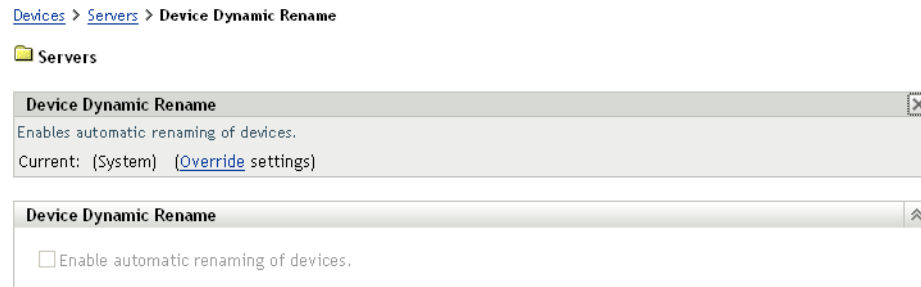 Devices > Servers > Device Dynamic Rename
Servers
Device Dynamic Rename
Enables automatic renaming of devices.
Current: (System) (Override settings)
Device Dynamic Rename
Enable automatic renaming of devices.